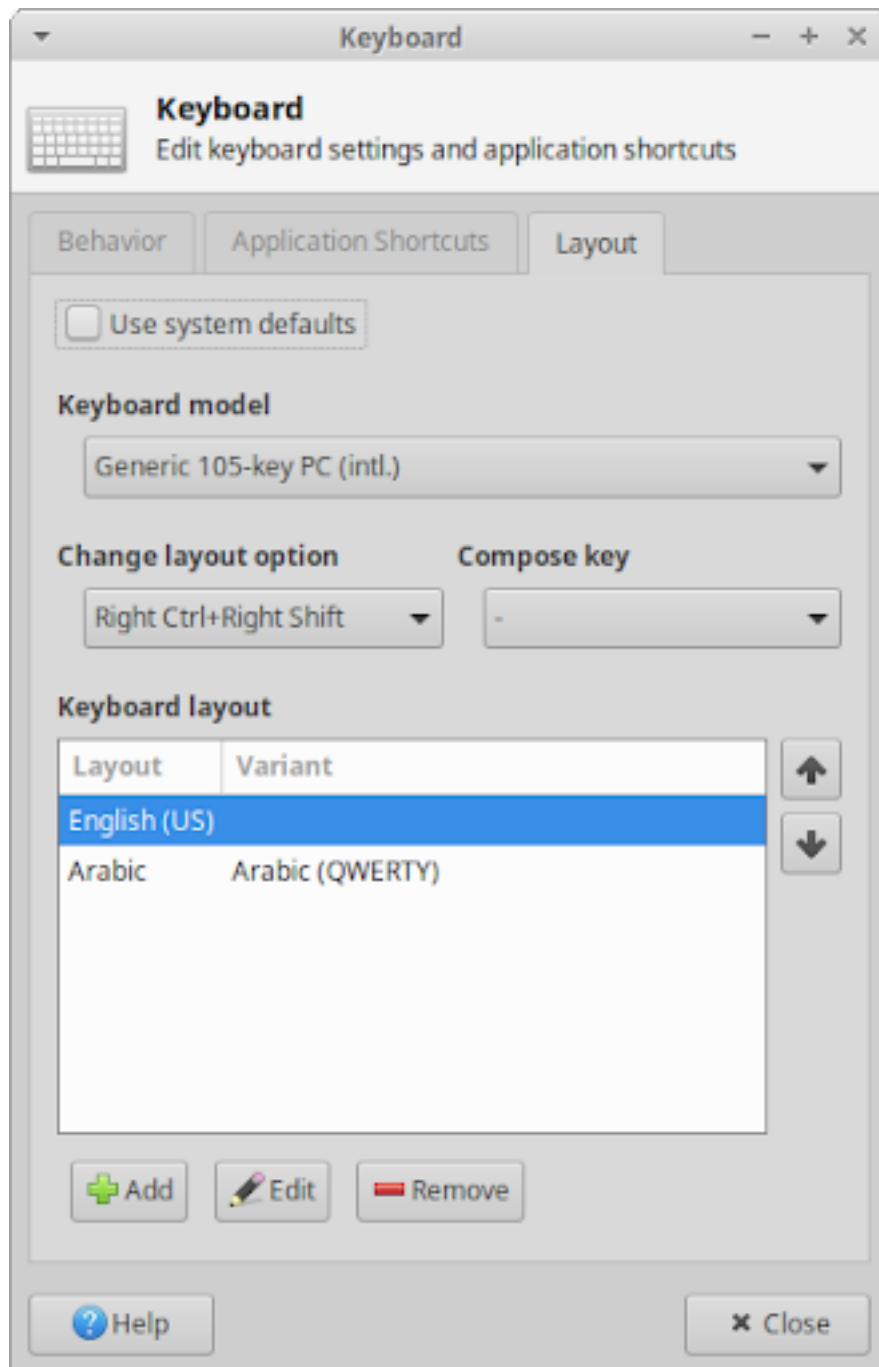 Keyboard
Keyboard
Edit keyboard settings and application shortcuts
Behavior Application Shortcuts Layout
Use system defaults
Keyboard model
Generic 105-key PC (intl.)
Change layout option Compose key
Right Ctrl+Right Shift -
Keyboard layout
Layout Variant
English (US)
Arabic Arabic (QWERTY)
Add Edit Remove
Help Close